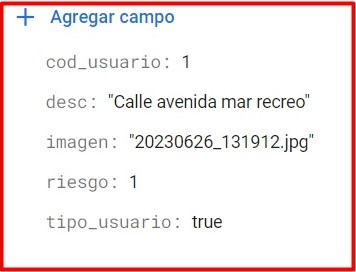 + Agregar campo
cod_usuario: 1
desc: "Calle avenida mar recreo"
imagen: "20230626_131912.jpg"
riesgo: 1
tipo_usuario: true